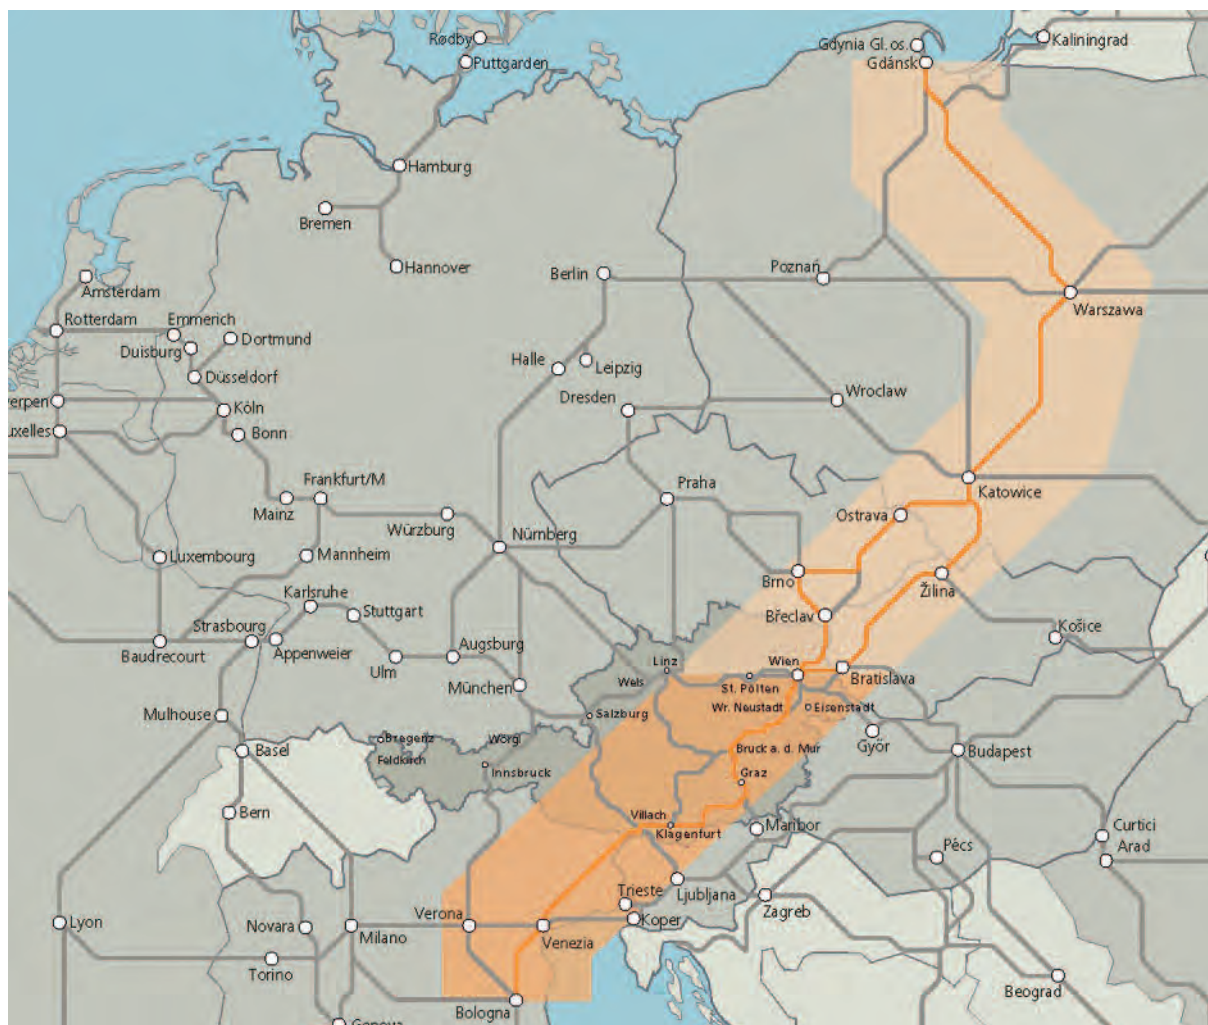 Rødby
Gdynia Gl. os.
Kaliningrad
Puttgarden
Gdánsk
Hamburg
Bremen
Hannover
Berlin
Poznań
Amsterdam
Warszawa
Rotterdam
Emmerich
Dortmund
Duisburg
Halle
Leipzig
Düsseldorf
Wroclaw
Dresden
verpen
Köln
uxelles
Bonn
Frankfurt/M
Praha
Katowice
Mainz
Ostrava
Würzburg
Nürnberg
Luxembourg
Mannheim
Brno
Žilina
Karlsruhe
Stuttgart
Břeclav
Strasbourg
Košice
Baudrecourt
Appenweier
Ulm
Augsburg
Linz
Wien
Wels
Bratislava
München
St. Pölten
Wr. Neustadt
Eisenstadt
Mulhouse
Salzburg
Bregenz
Wörgl
Győr
Basel
Feldkirch
Bruck a. d. Mur
Budapest
Innsbruck
Graz
Bern
Villach
Klagenfurt
Maribor
Curtici
Arad
Pécs
Trieste
Ljubljana
Lyon
Novara
Verona
Koper
Zagreb
Milano
Venezia
Torino
Beograd
Bologna
Genova